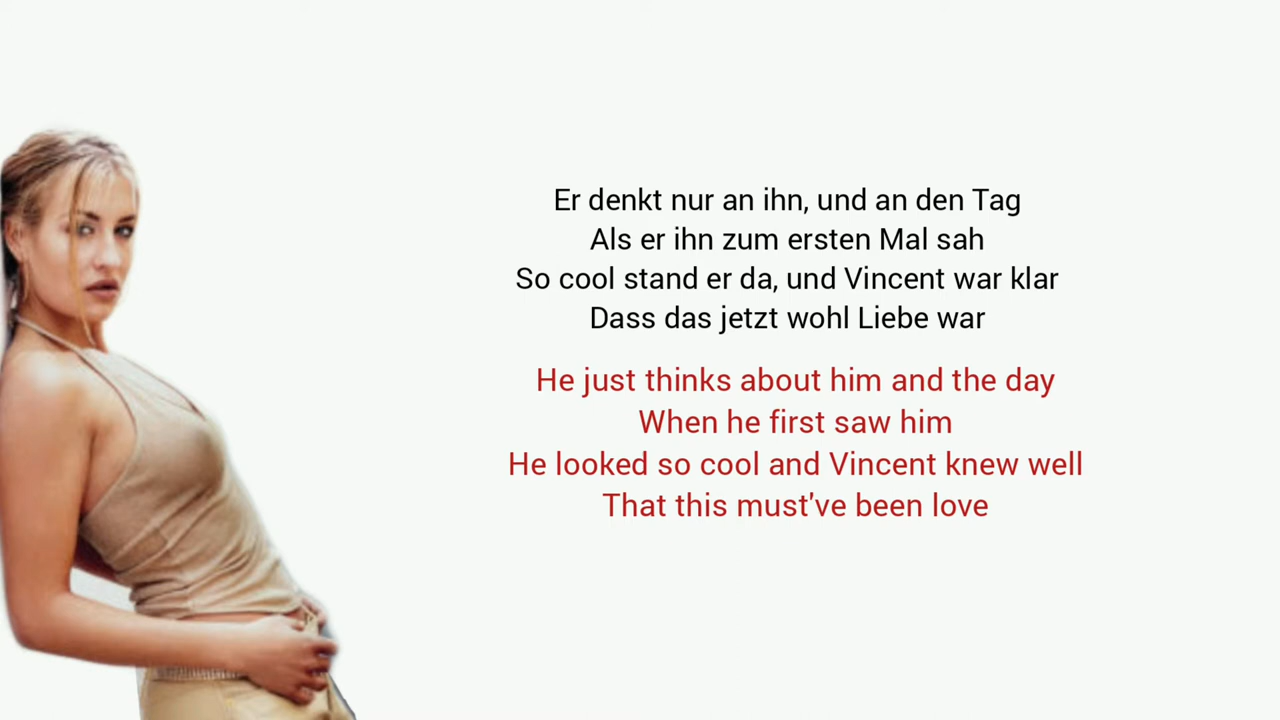 Er denkt nur an ihn, und an den Tag
Als er ihn zum ersten Mal sah
So cool stand er da, und Vincent war klar
Dass das jetzt wohl Liebe war
He just thinks about him and the day
When he first saw him
He looked so cool and Vincent knew well
That this must've been love